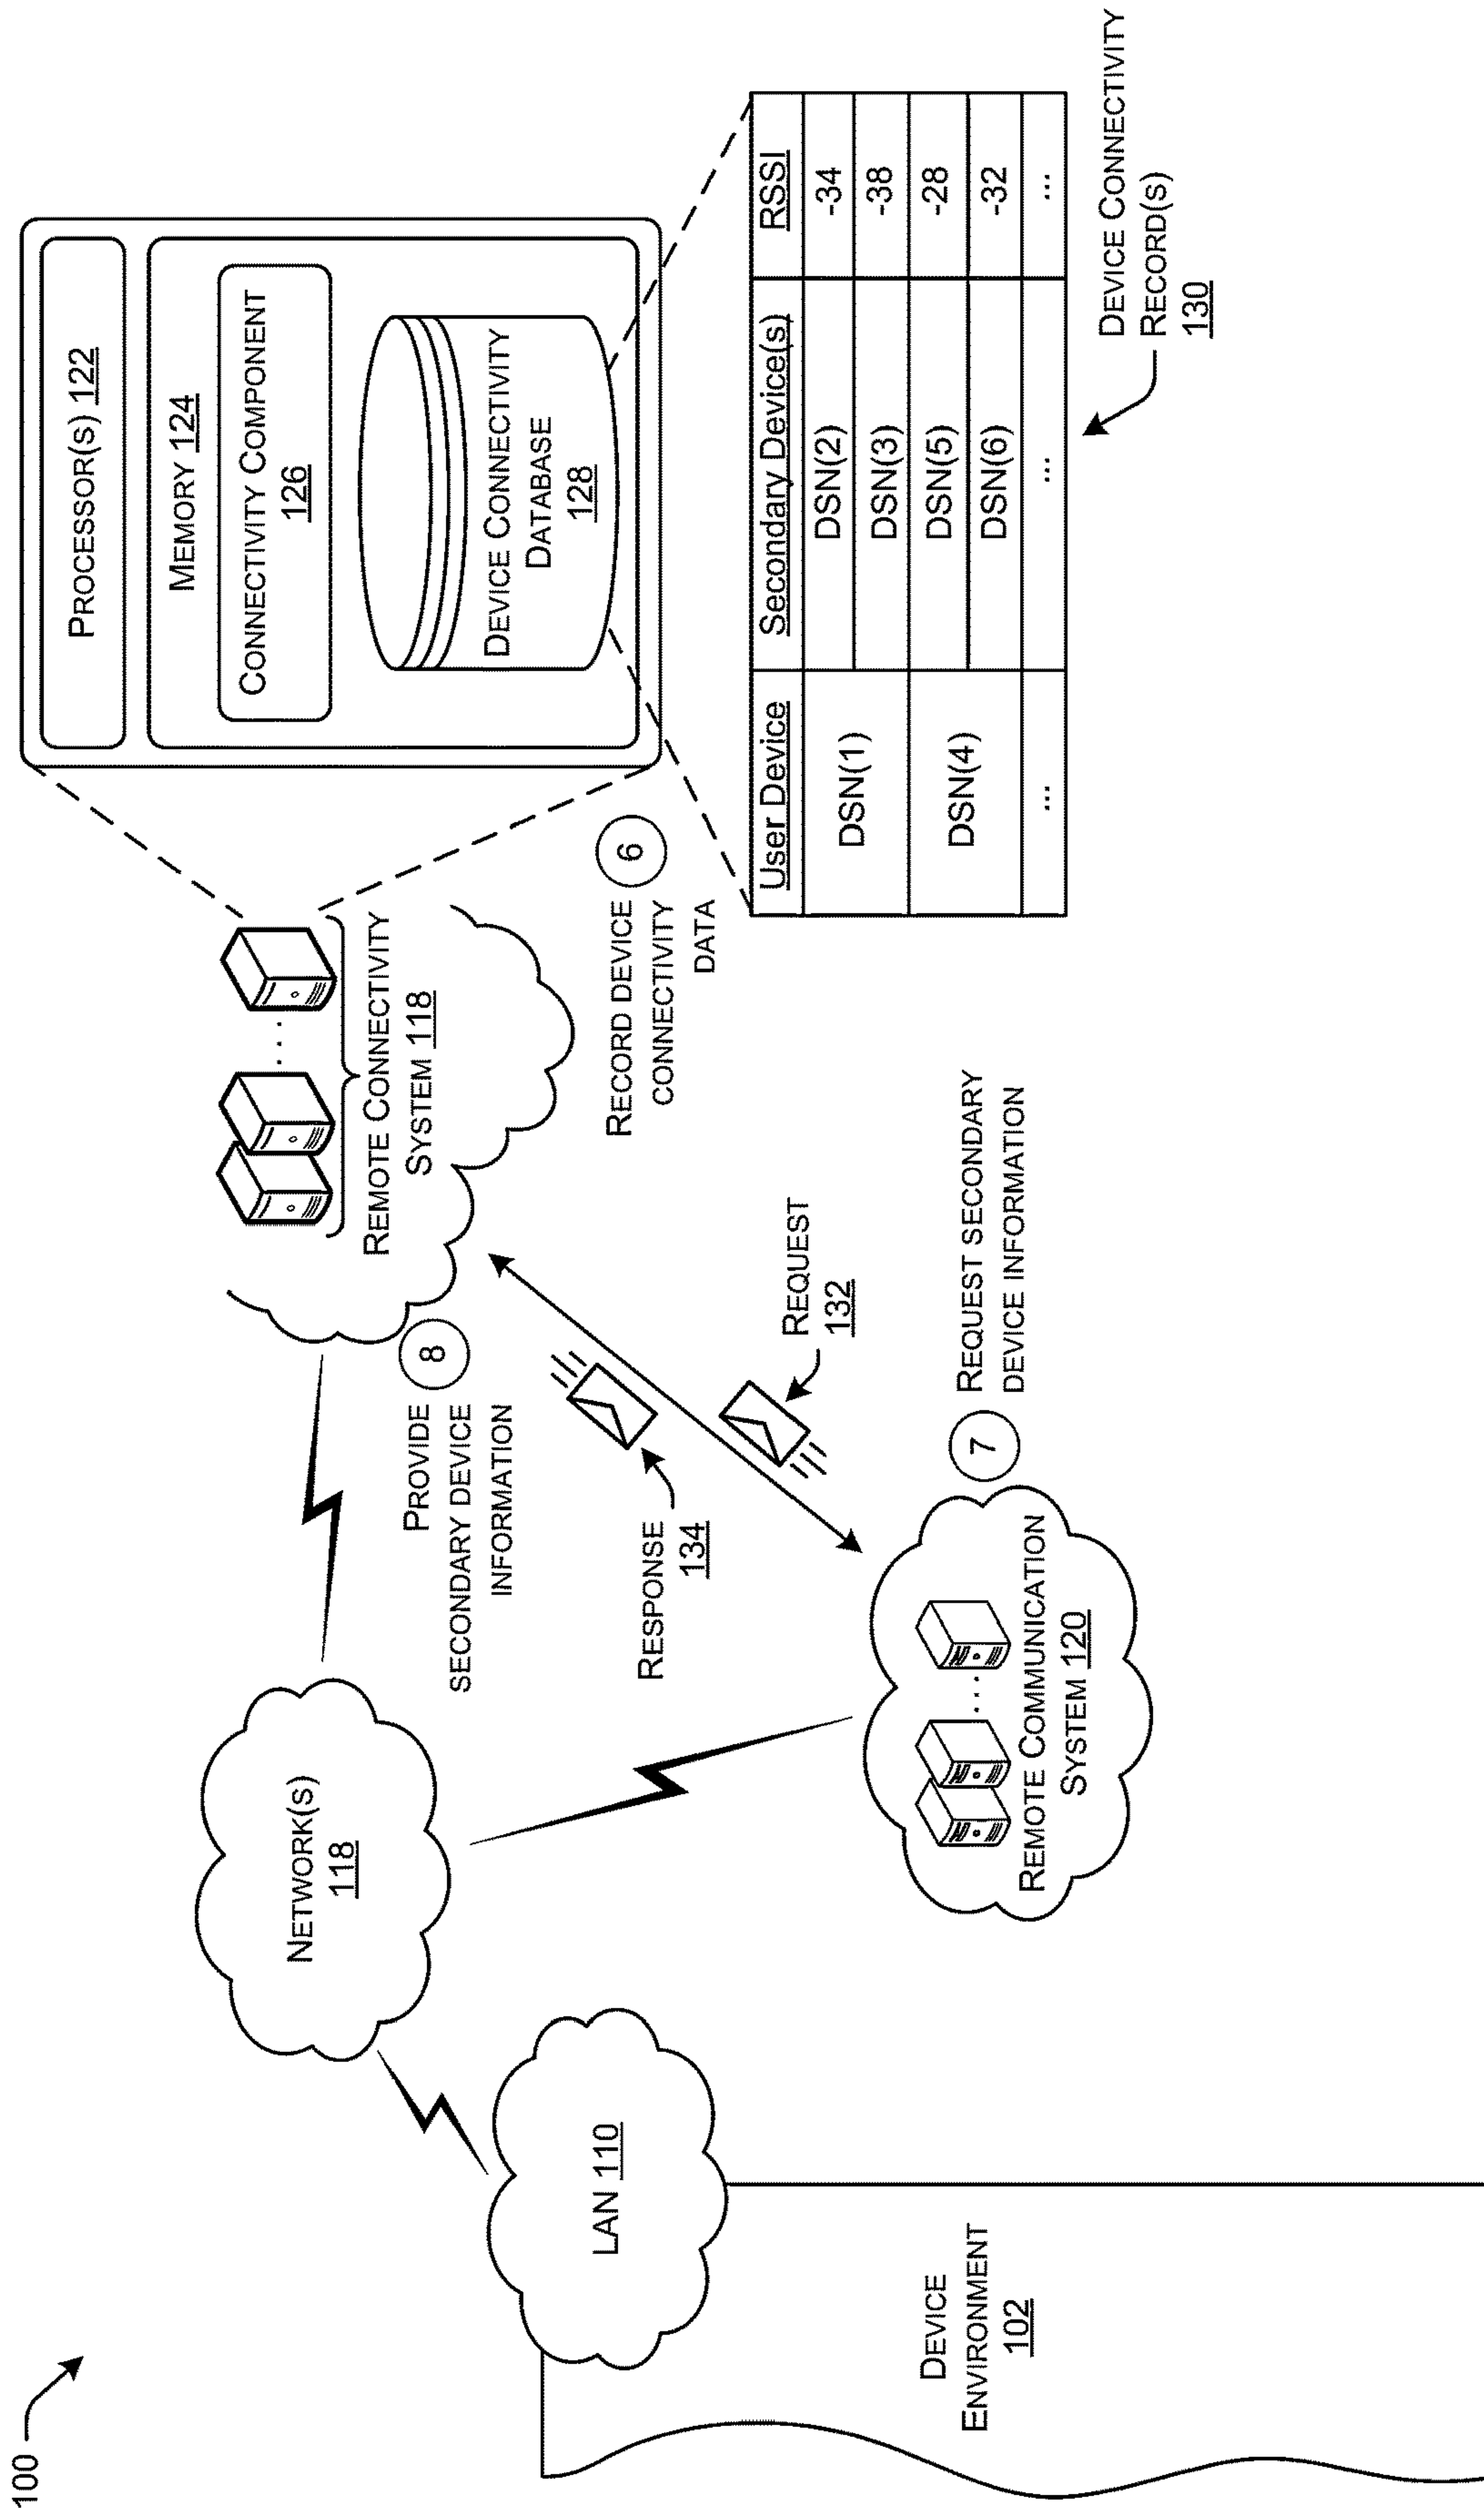 100
PROCESSOR(S) 122
MEMORY 124
CONNECTIVITY COMPONENT
126
DEVICE CONNECTIVITY
DATABASE
128
REMOTE CONNECTIVITY
SYSTEM 118
NETWORK(S)
118
LAN 110
DEVICE
ENVIRONMENT
102
8
PROVIDE
SECONDARY DEVICE
INFORMATION
RESPONSE
134
REQUEST
132
6
RECORD DEVICE
CONNECTIVITY
DATA
7
REQUEST SECONDARY
DEVICE INFORMATION
REMOTE COMMUNICATION
SYSTEM 120
User Device Secondary Device(s) RSSI
DSN(1) DSN(2) -34
DSN(3) -38
DSN(4) DSN(5) -28
DSN(6) -32
... ... ...
DEVICE CONNECTIVITY
RECORD(S)
130